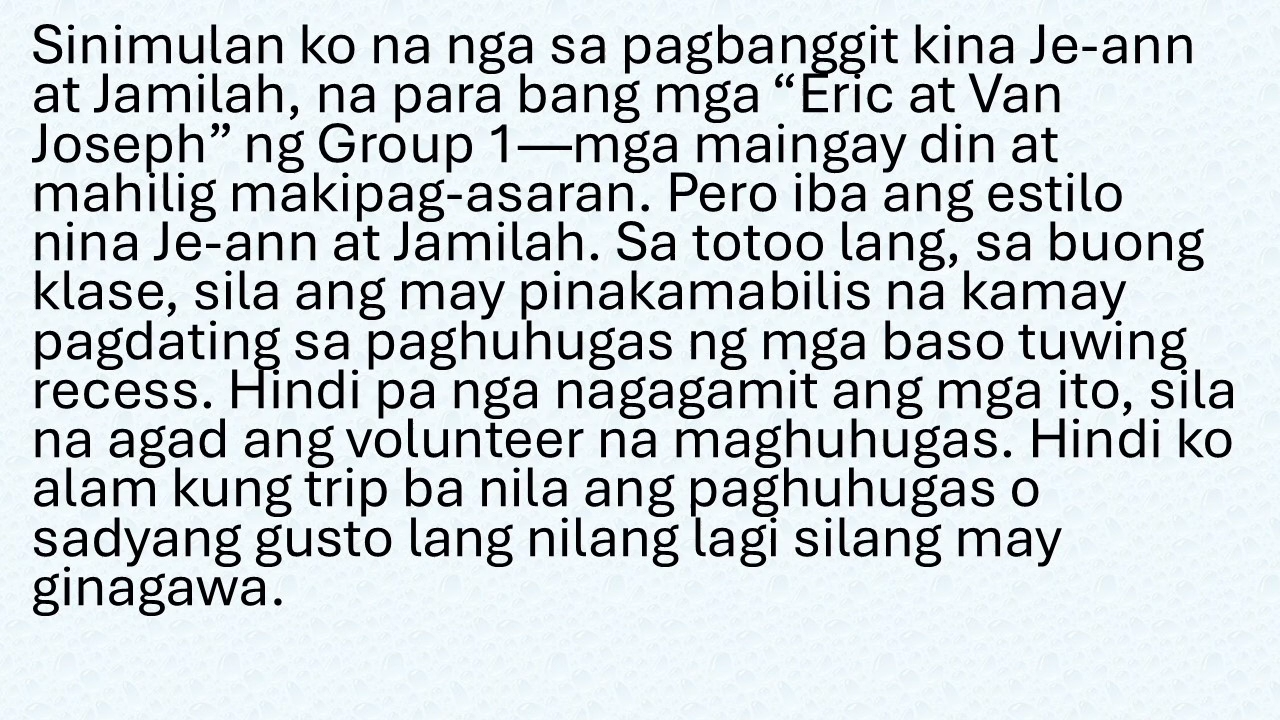 Sinimulan ko na nga sa pagbanggit kina Je-ann
at Jamilah, na para bang mga “Eric at Van
Joseph” ng Group 1—mga maingay din at
mahilig makipag-asaran. Pero iba ang estilo
nina Je-ann at Jamilah. Sa totoo lang, sa buong
klase, sila ang may pinakamabilis na kamay
pagdating sa paghuhugas ng mga baso tuwing
recess. Hindi pa nga nagagamit ang mga ito, sila
na agad ang volunteer na maghuhugas. Hindi ko
alam kung trip ba nila ang paghuhugas o
sadyang gusto lang nilang lagi silang may
ginagawa.